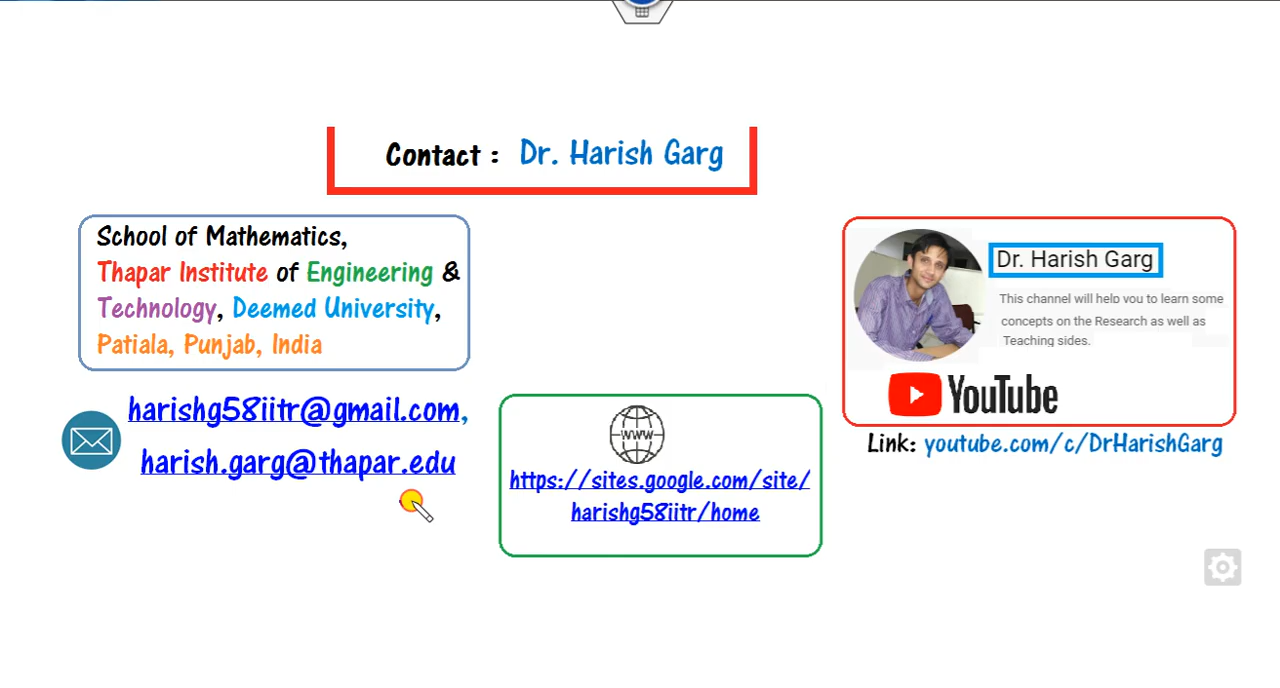 Contact : Dr. Harish Garg
School of Mathematics,
Thapar Institute of Engineering &
Technology, Deemed University,
Patiala, Punjab, India
harishg58iitr@gmail.com,
harish.garg@thapar.edu
WWW
https://sites.google.com/site/
harishg58iitr/home
Dr. Harish Garg
This channel will help you to learn some
concepts on the Research as well as
Teaching sides.
YouTube
Link: youtube.com/c/DrHarishGarg